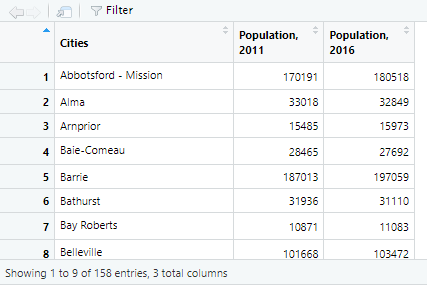 Filter
Cities Population, 2011 Population, 2016
1 Abbotsford - Mission 170191 180518
2 Alma 33018 32849
3 Arnprior 15485 15973
4 Baie-Comeau 28465 27692
5 Barrie 187013 197059
6 Bathurst 31936 31110
7 Bay Roberts 10871 11083
8 Belleville 101668 103472
Showing 1 to 9 of 158 entries, 3 total columns